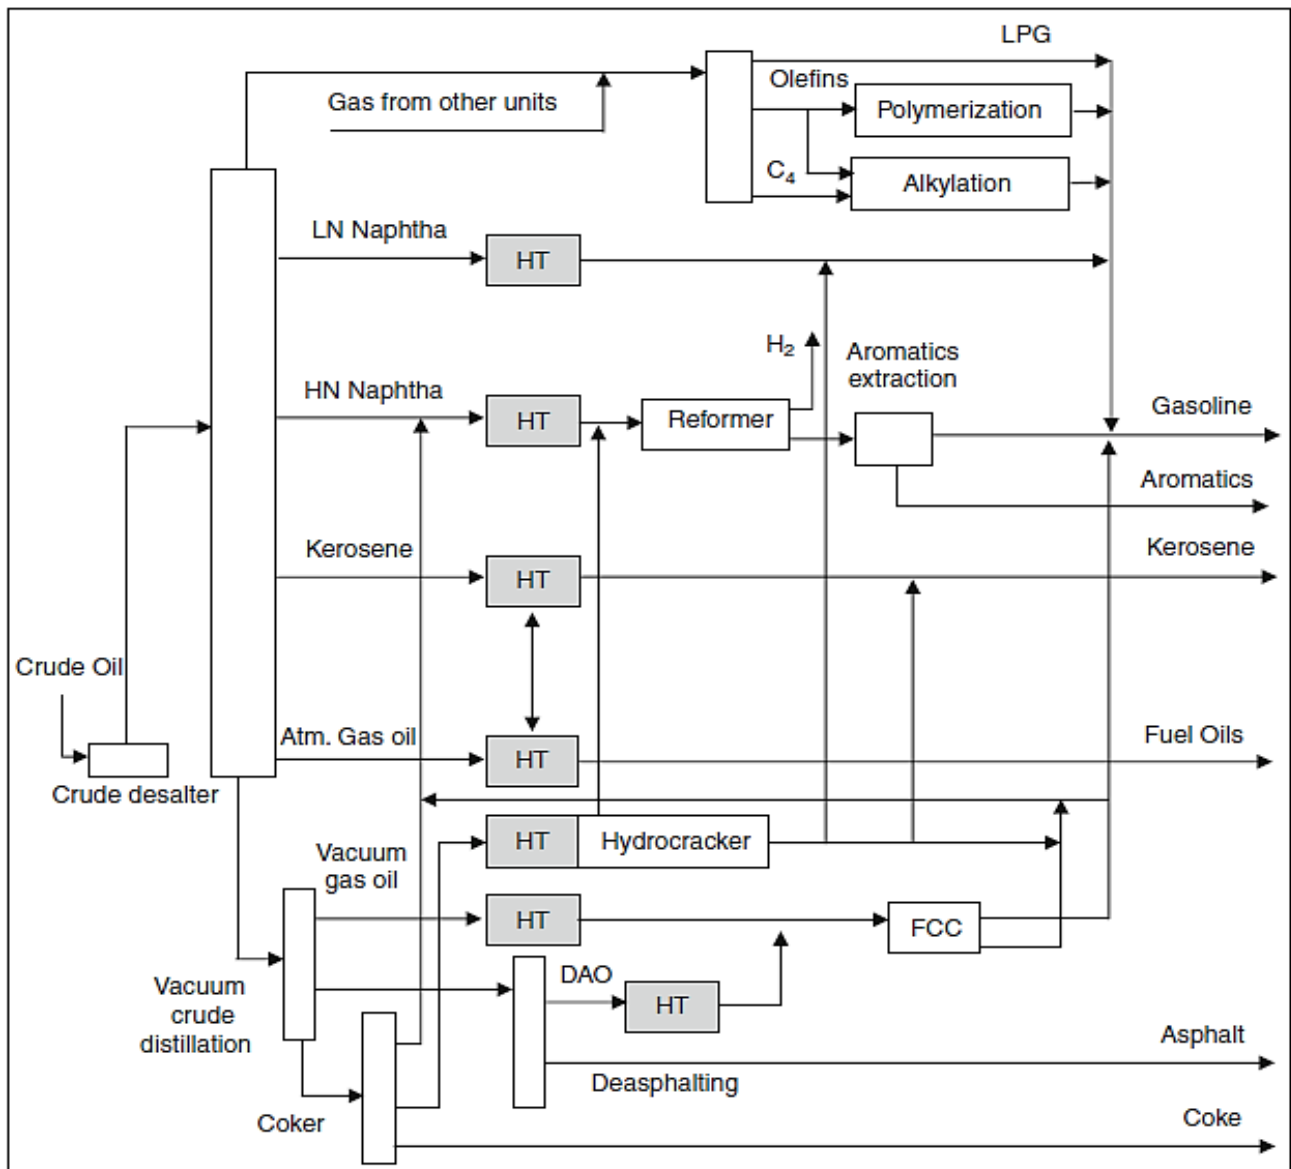 LPG
Olefins
Gas from other units
Polymerization
C₄
Alkylation
LN Naphtha
HT
H₂
Aromatics
extraction
HN Naphtha
HT
Reformer
Gasoline
Aromatics
Kerosene
HT
Kerosene
Crude Oil
Atm. Gas oil
HT
Fuel Oils
Crude desalter
HT
Hydrocracker
Vacuum
gas oil
HT
FCC
DAO
HT
Vacuum
crude
distillation
Asphalt
Deasphalting
Coker
Coke